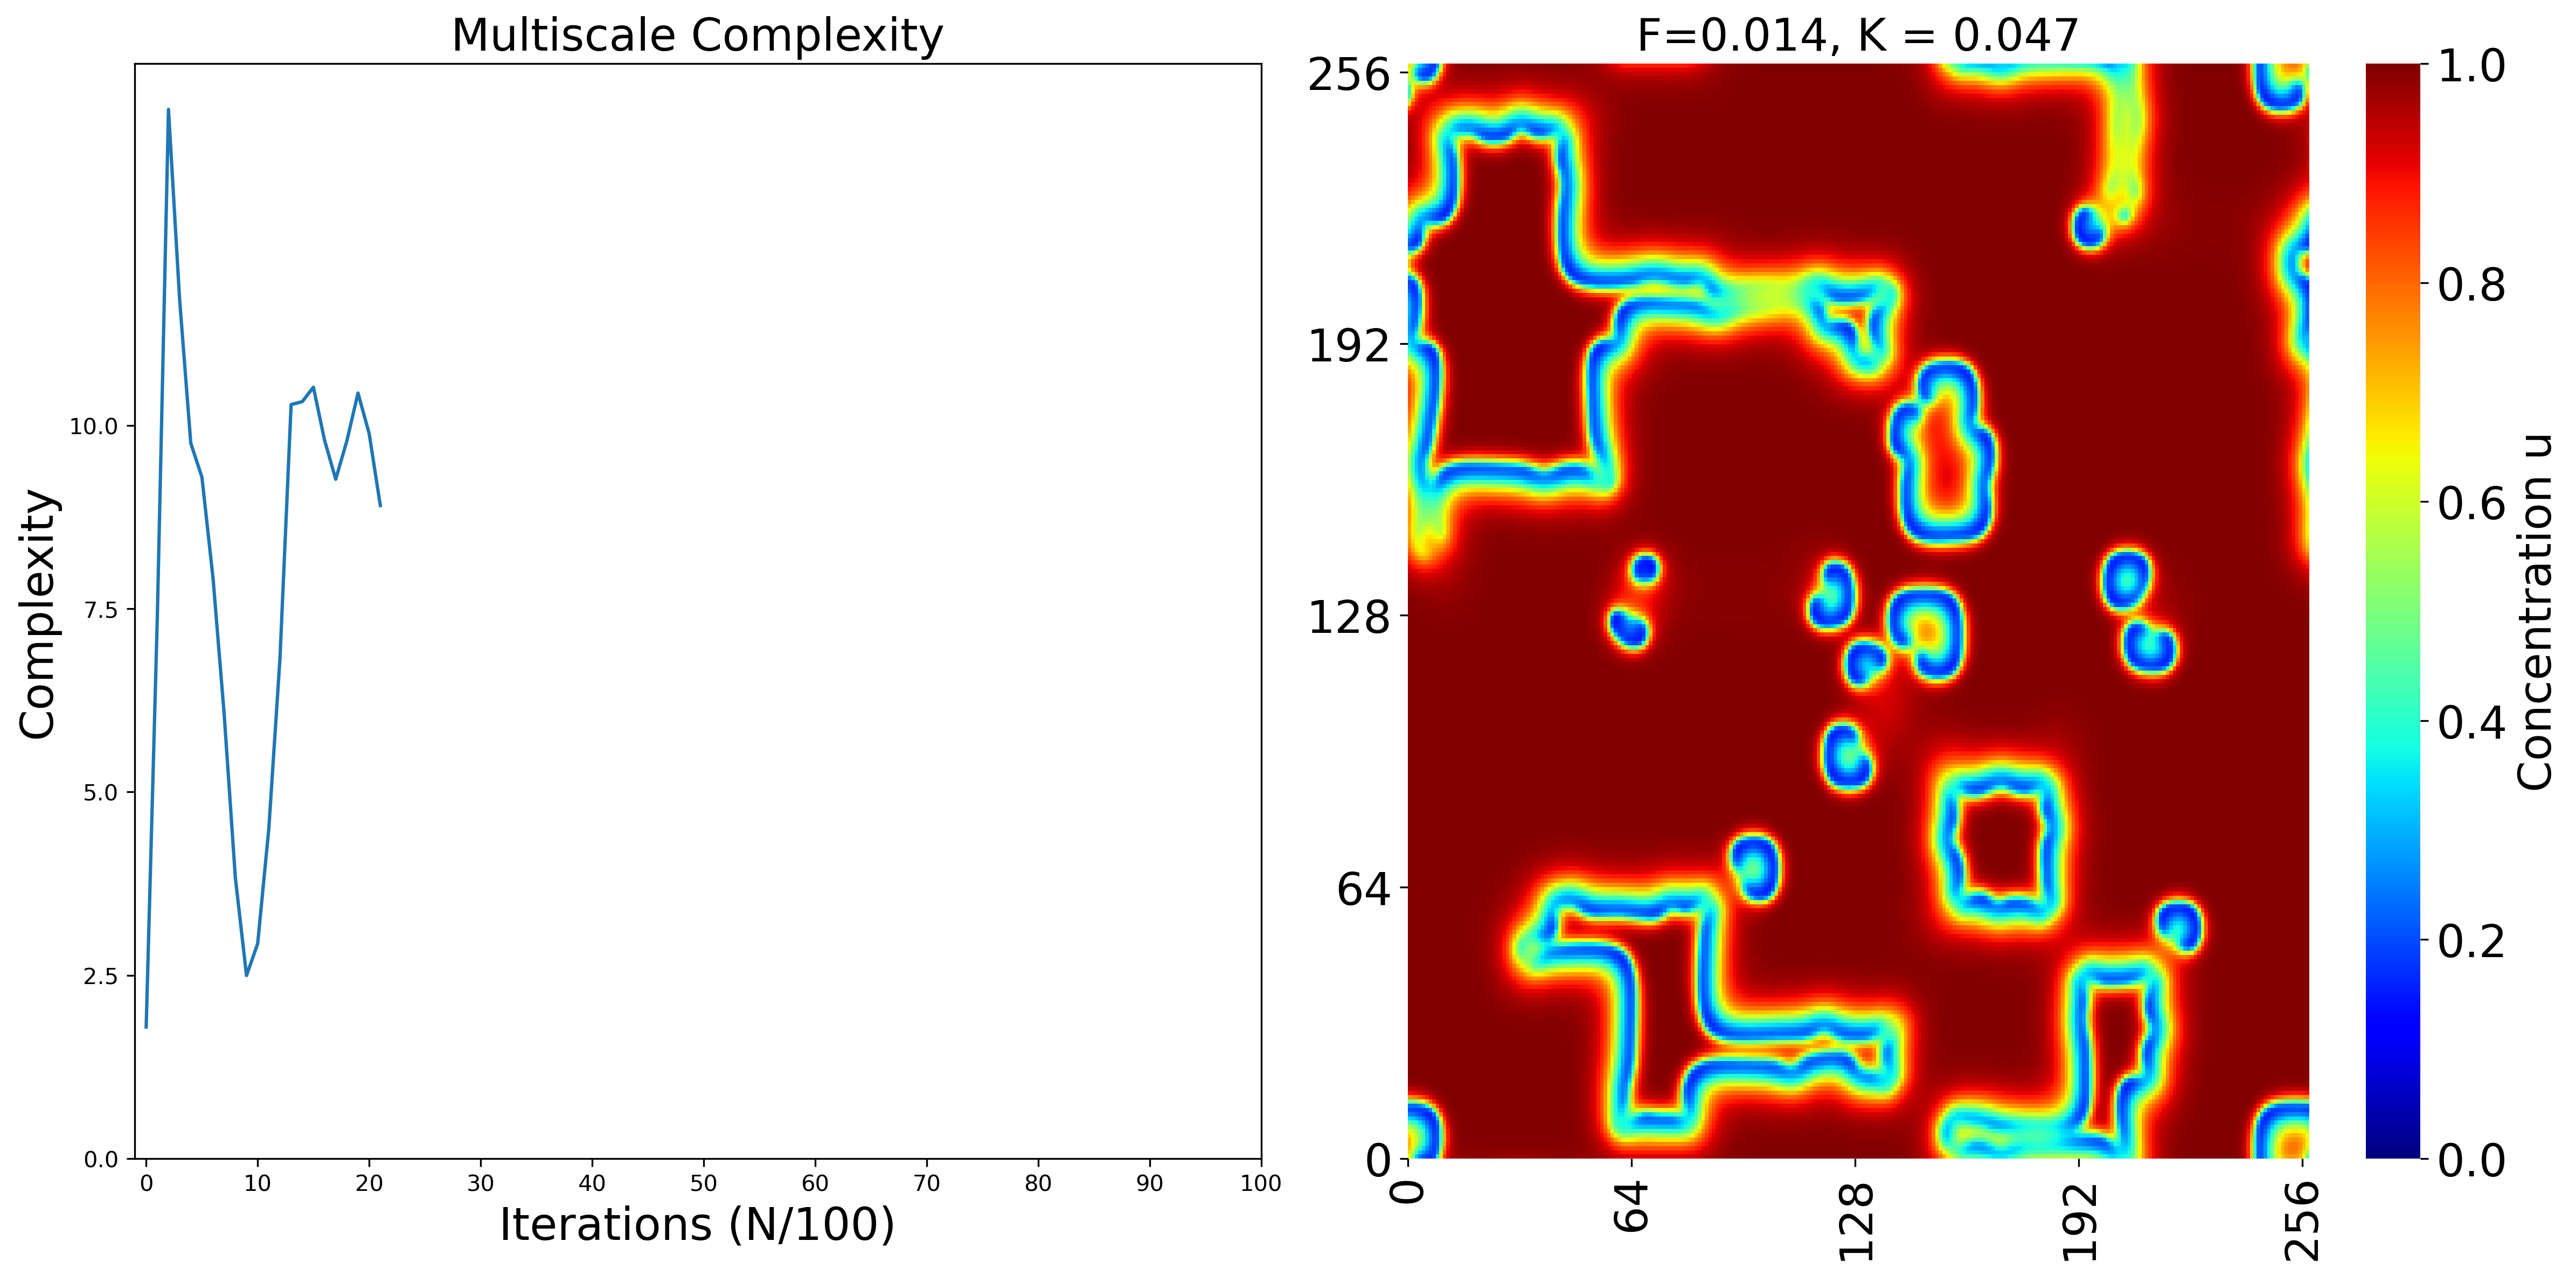 Multiscale Complexity
Complexity
10.0
7.5
5.0
2.5
0.0
0 10 20 30 40 50 60 70 80 90 100
Iterations (N/100)
F=0.014, K = 0.047
256
192
128
64
0
0 64 128 192 256
1.0
0.8
0.6
0.4
0.2
0.0
Concentration u